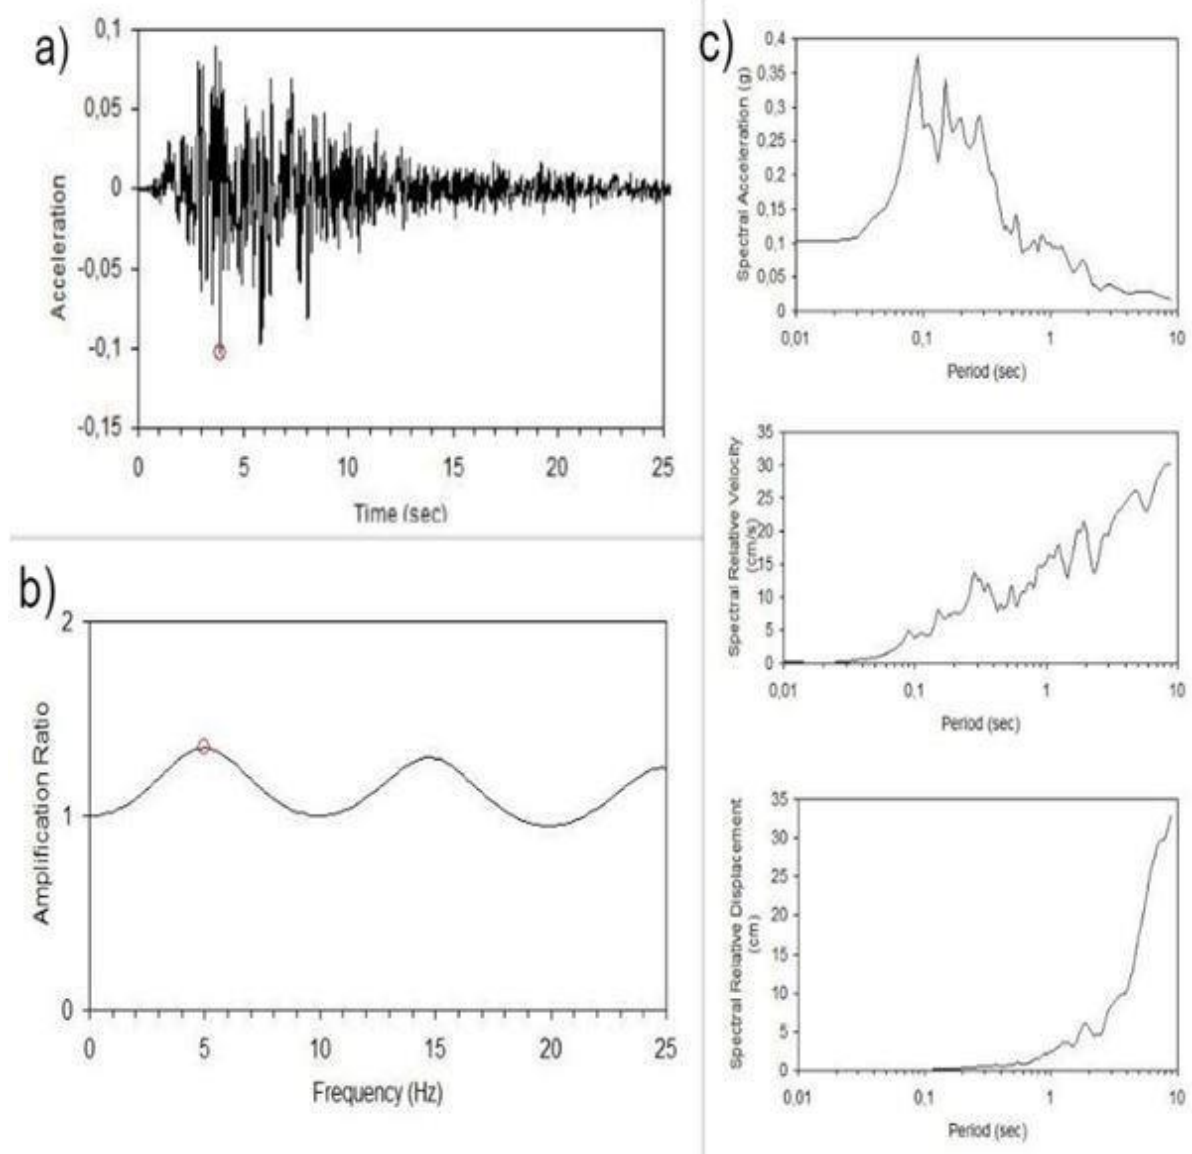 a)
0,1
0,05
0
-0,05
-0,1
-0,15
Acceleration
0 5 10 15 20 25
Time (sec)
b)
2
1
0
Amplification Ratio
0 5 10 15 20 25
Frequency (Hz)
c)
0,4
0,35
0,3
0,25
0,2
0,15
0,1
0,05
0
Spectral Acceleration (g)
0,01 0,1 1 10
Period (sec)
35
30
25
20
15
10
5
0
Spectral Relative Velocity
(cm/s)
0,01 0,1 1 10
Period (sec)
35
30
25
20
15
10
5
0
Spectral Relative Displacement
(cm)
0,01 0,1 1 10
Period (sec)